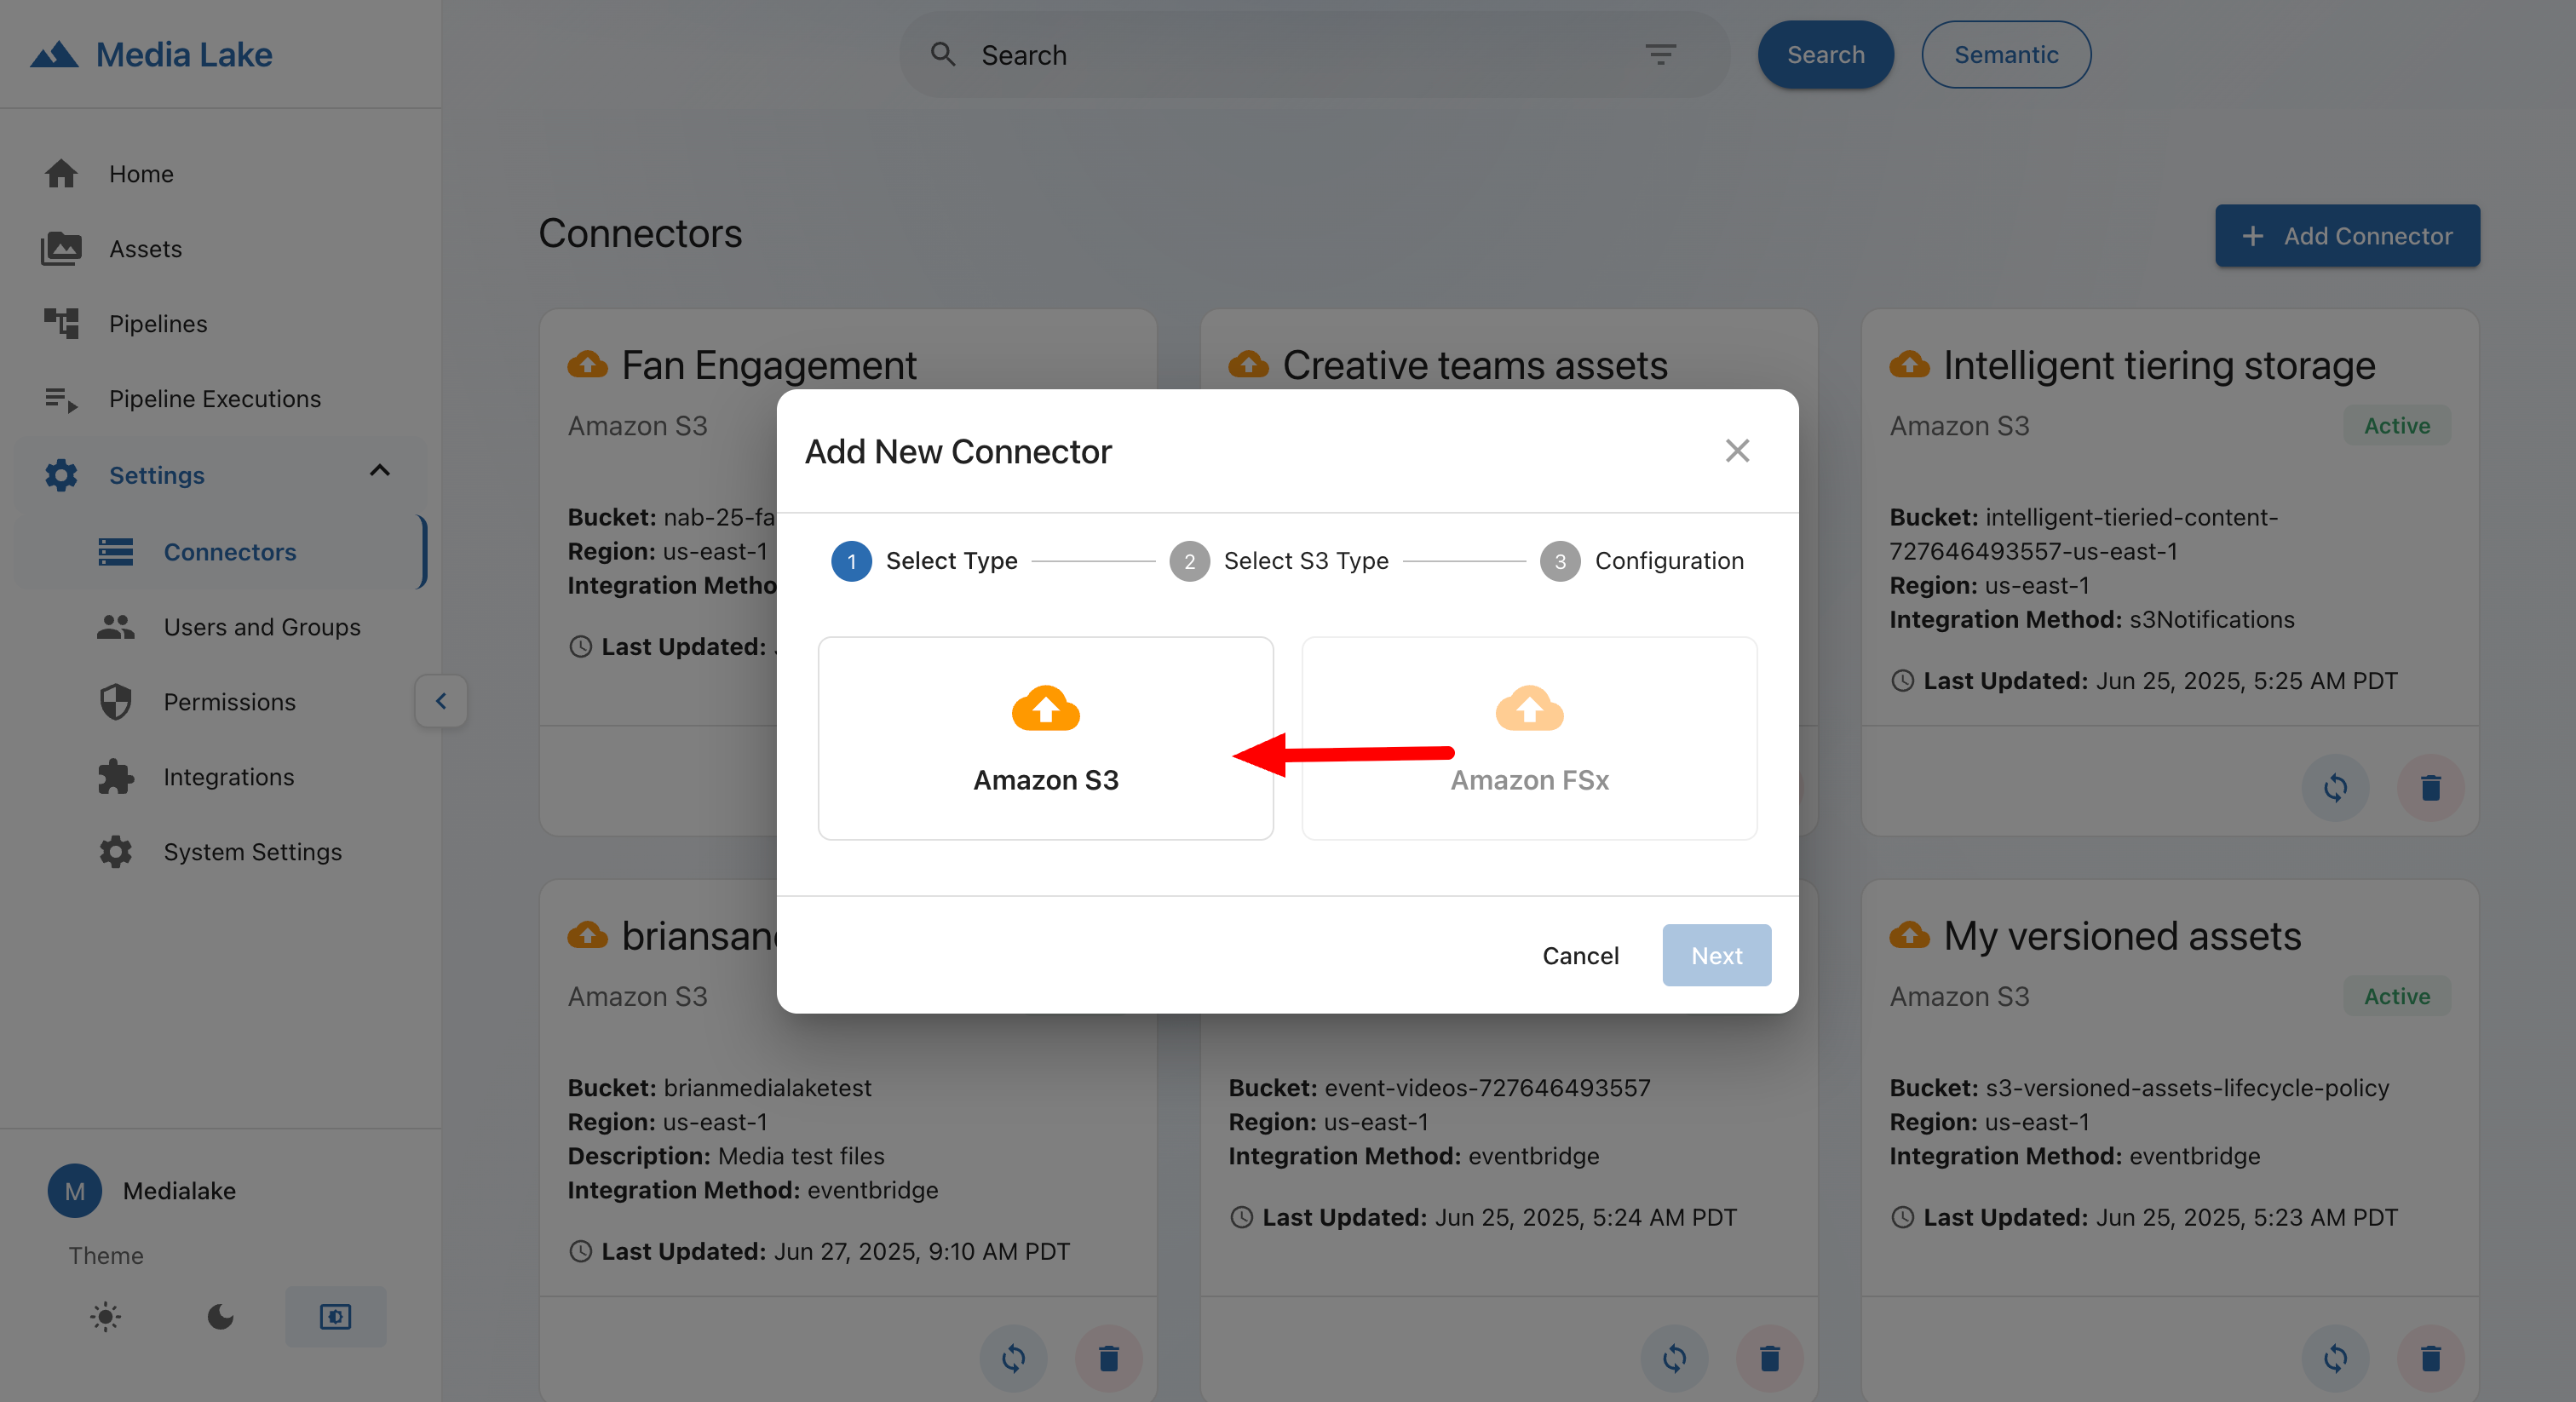 Media Lake
Search
Search
Semantic
Home
Assets
Pipelines
Pipeline Executions
Settings
Connectors
Users and Groups
Permissions
Integrations
System Settings
M
Medialake
Theme
Connectors
+ Add Connector
Fan Engagement
Amazon S3
Bucket: nab-25-fa
Region: us-east-1
Integration Metho
Last Updated:
Creative teams assets
Intelligent tiering storage
Amazon S3
Active
Bucket: intelligent-tieried-content-
727646493557-us-east-1
Region: us-east-1
Integration Method: s3Notifications
Last Updated: Jun 25, 2025, 5:25 AM PDT
Add New Connector
1 Select Type
2 Select S3 Type
3 Configuration
Amazon S3
Amazon FSx
Cancel
Next
briansan
Amazon S3
Bucket: brianmedialaketest
Region: us-east-1
Description: Media test files
Integration Method: eventbridge
Last Updated: Jun 27, 2025, 9:10 AM PDT
Bucket: event-videos-727646493557
Region: us-east-1
Integration Method: eventbridge
Last Updated: Jun 25, 2025, 5:24 AM PDT
My versioned assets
Amazon S3
Active
Bucket: s3-versioned-assets-lifecycle-policy
Region: us-east-1
Integration Method: eventbridge
Last Updated: Jun 25, 2025, 5:23 AM PDT